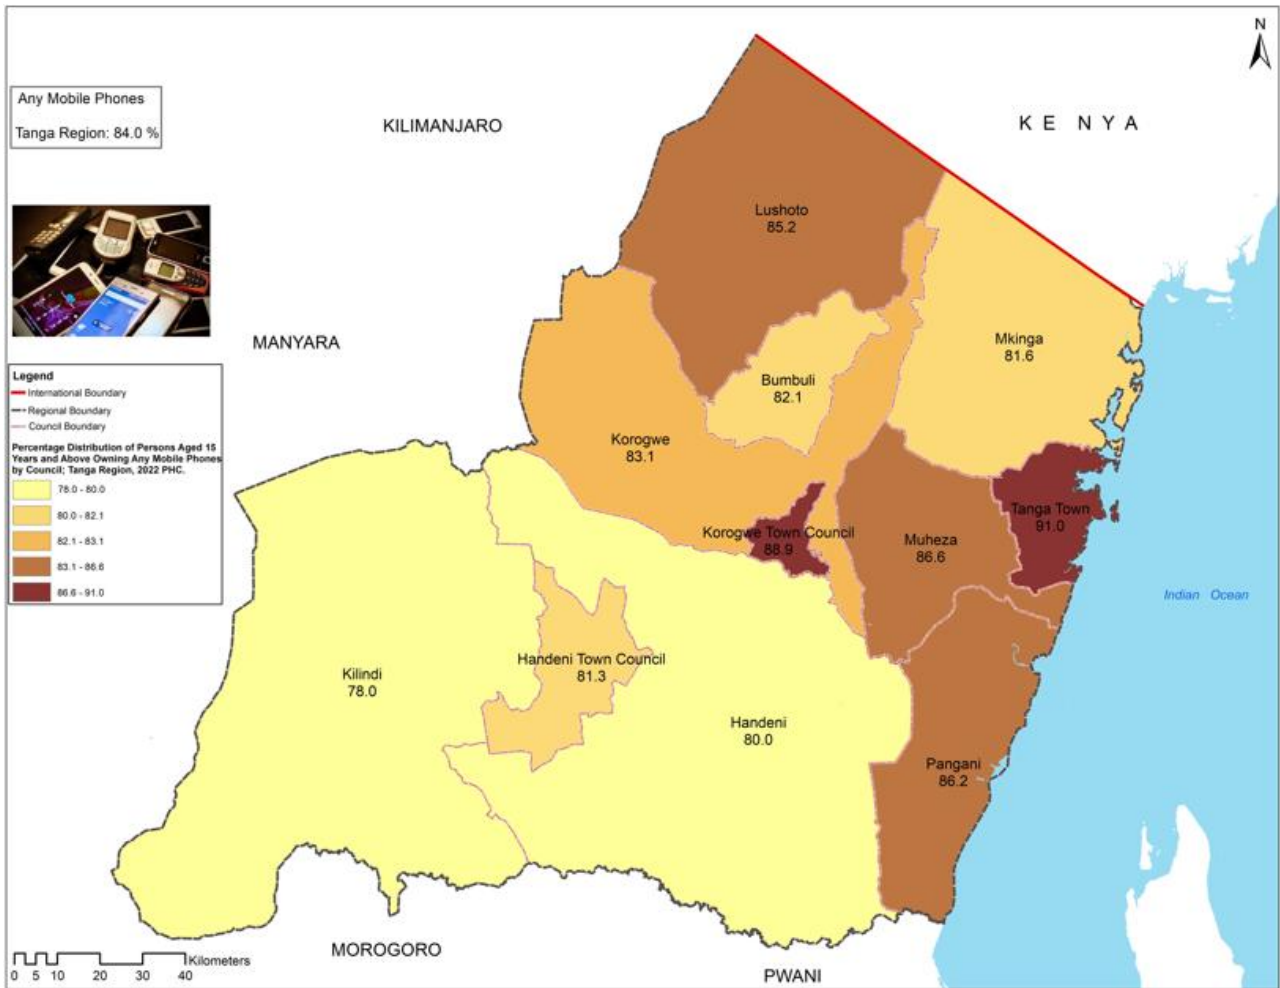 N
Any Mobile Phones
Tanga Region: 84.0 %
KILIMANJARO
KENYA
Lushoto
85.2
MANYARA
Mkinga
81.6
Bumbuli
82.1
Legend
International Boundary
Regional Boundary
Council Boundary
Percentage Distribution of Persons Aged 15
Years and Above Owning Any Mobile Phones
by Council; Tanga Region, 2022 PHC.
78.0 - 80.0
80.0 - 82.1
82.1 - 83.1
83.1 - 86.6
86.6 - 91.0
Korogwe
83.1
Tanga Town
91.0
Korogwe Town Council
88.9
Muheza
86.6
Indian Ocean
Handeni Town Council
81.3
Kilindi
78.0
Handeni
80.0
Pangani
86.2
MOROGORO
PWANI
Kilometers
0 5 10 20 30 40